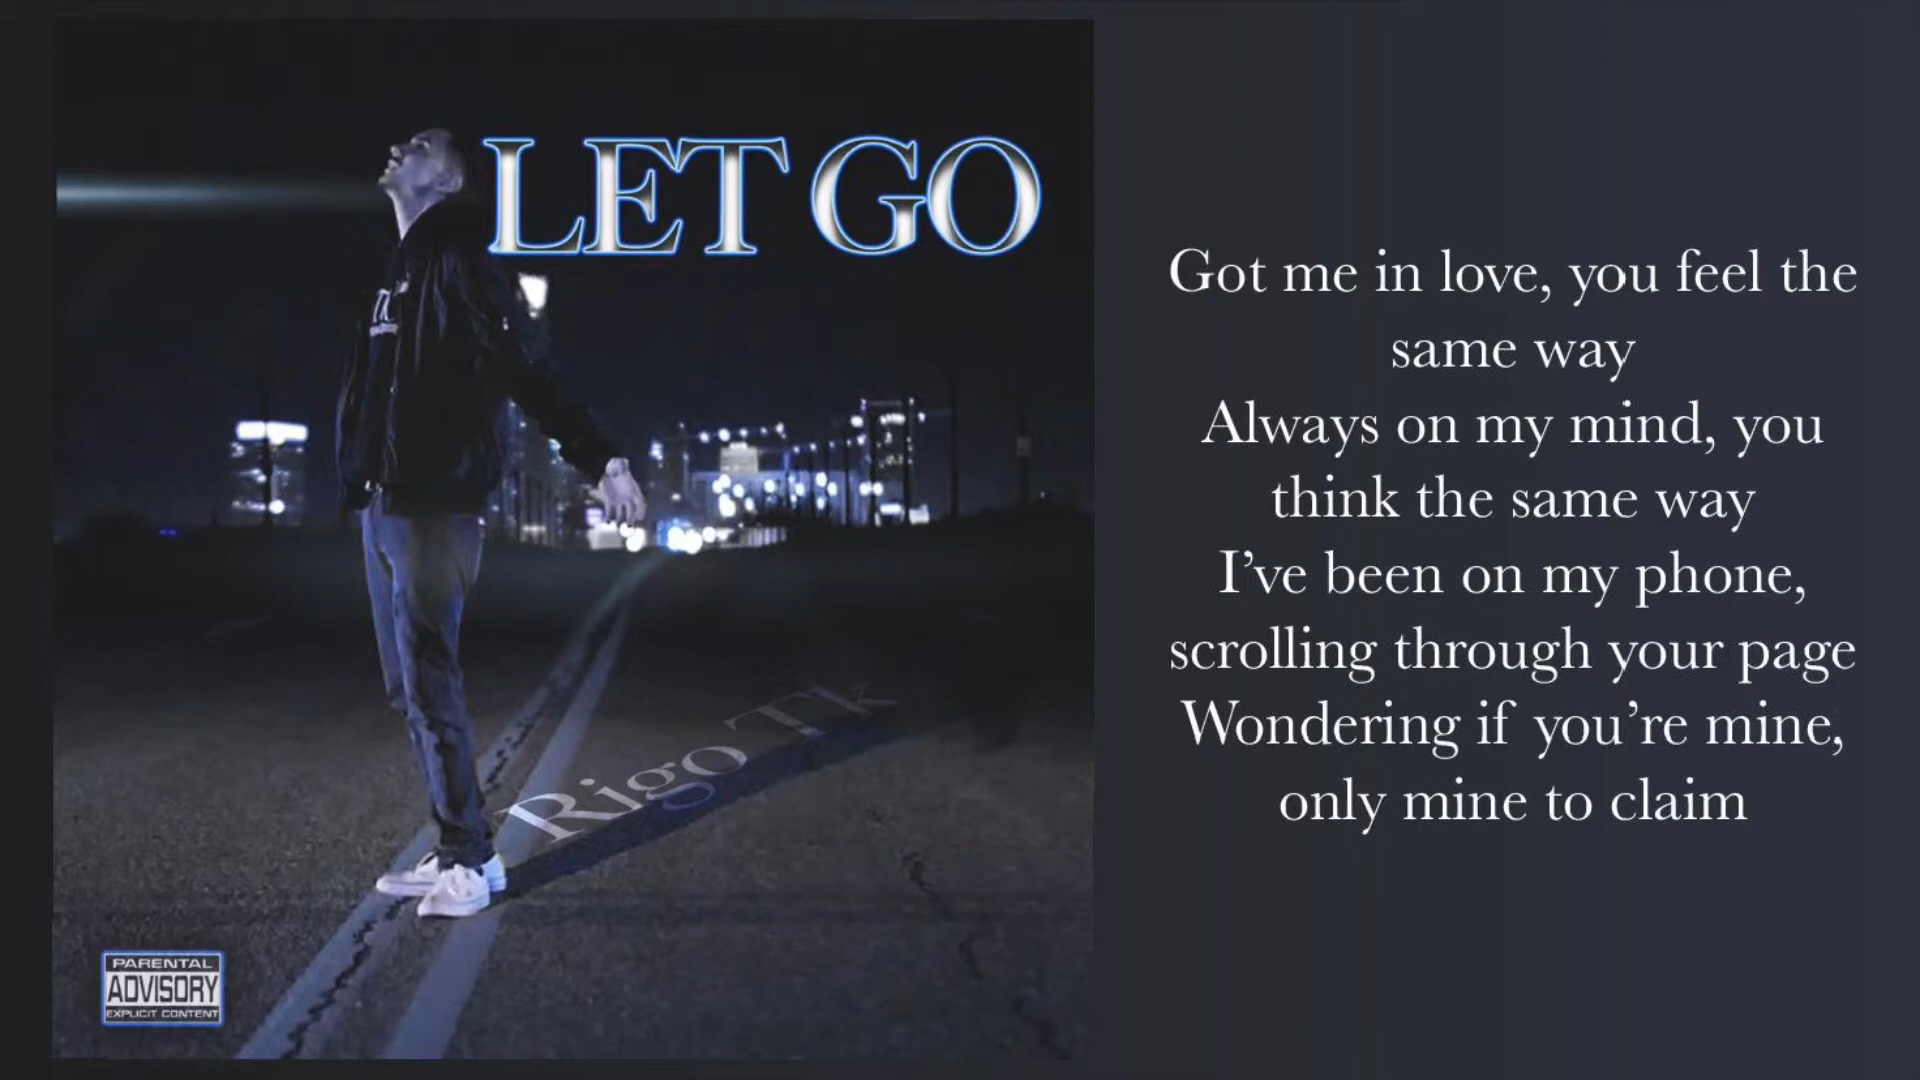 LET GO
Rigo Tk
PARENTAL
ADVISORY
EXPLICIT CONTENT
Got me in love, you feel the
same way
Always on my mind, you
think the same way
I’ve been on my phone,
scrolling through your page
Wondering if you’re mine,
only mine to claim